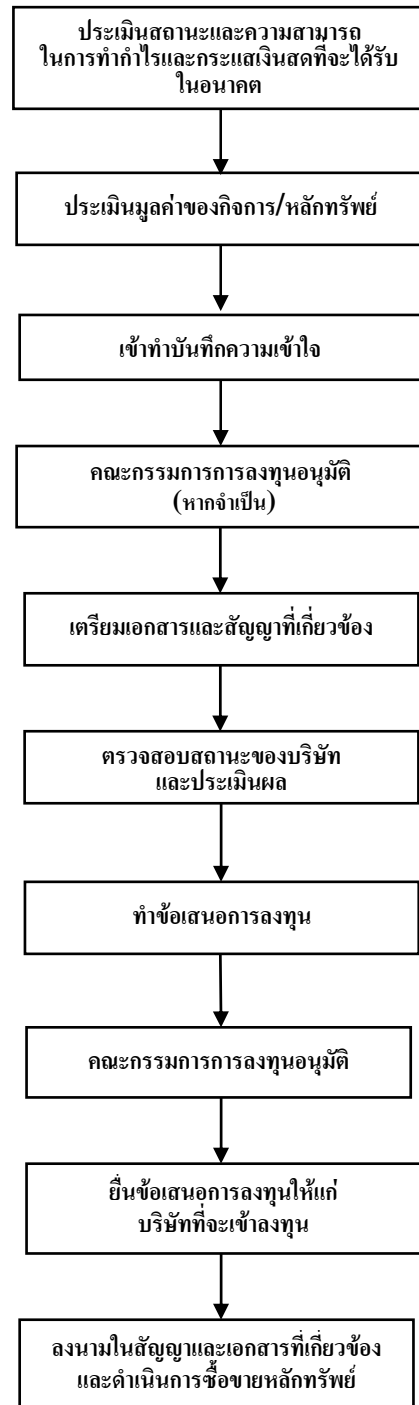 ประเมินสถานะและความสามารถ
ในการทำกำไรและกระแสเงินสดที่จะได้รับ
ในอนาคต
ประเมินมูลค่าของกิจการ/หลักทรัพย์
เข้าทำบันทึกความเข้าใจ
คณะกรรมการการลงทุนอนุมัติ
(หากจำเป็น)
เตรียมเอกสารและสัญญาที่เกี่ยวข้อง
ตรวจสอบสถานะของบริษัท
และประเมินผล
ทำข้อเสนอการลงทุน
คณะกรรมการการลงทุนอนุมัติ
ยื่นข้อเสนอการลงทุนให้แก่
บริษัทที่จะเข้าลงทุน
ลงนามในสัญญาและเอกสารที่เกี่ยวข้อง
และดำเนินการซื้อขายหลักทรัพย์